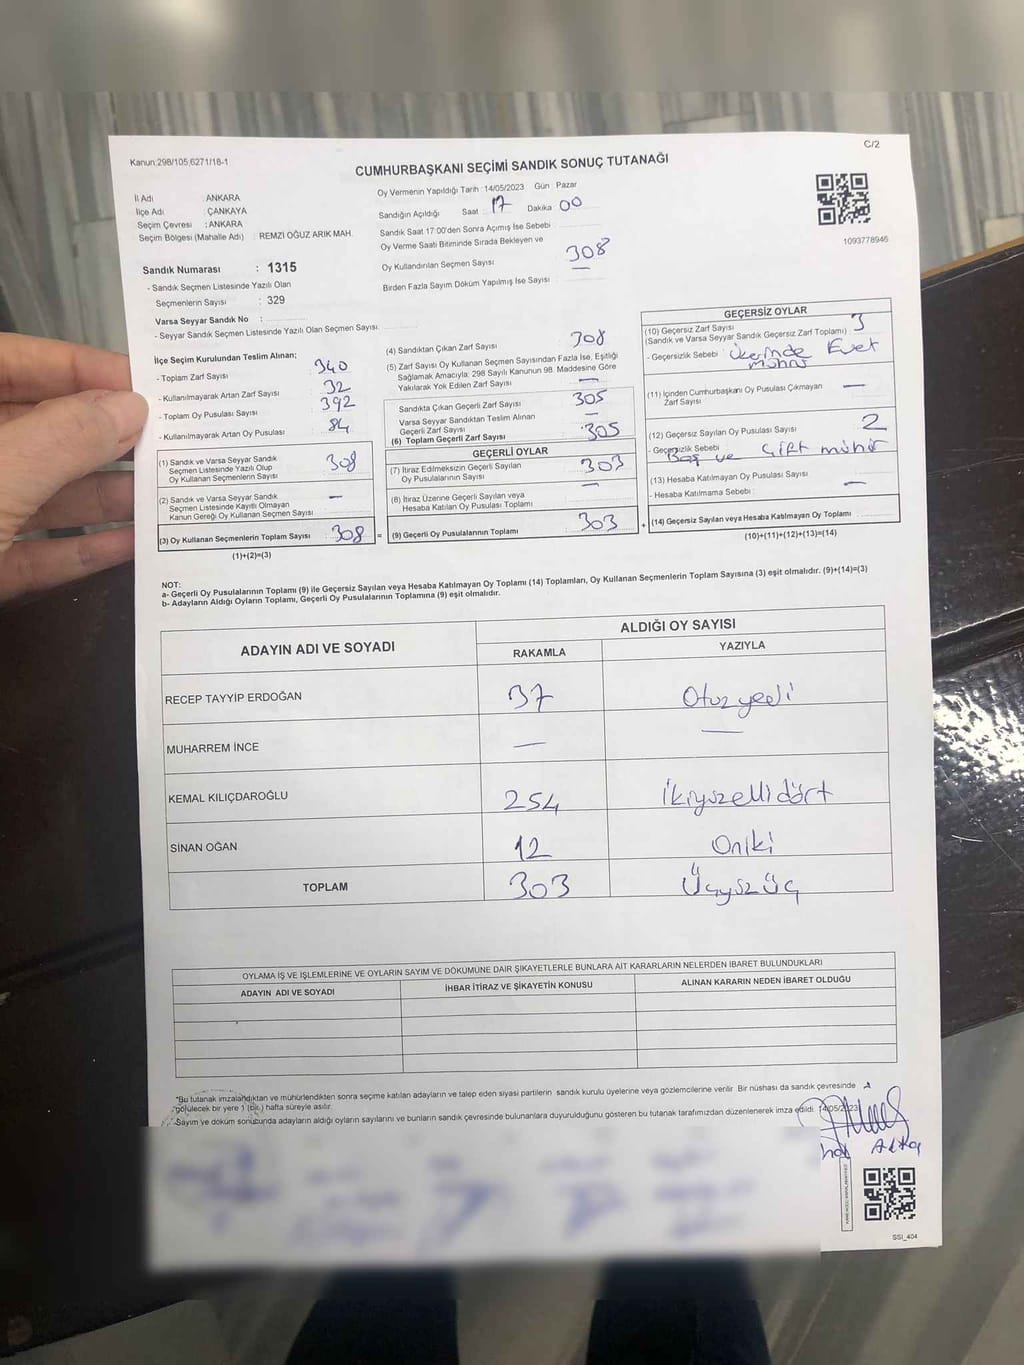 C/2
Kanun;298/105;6271/18-1
CUMHURBAŞKANI SEÇİMİ SANDIK SONUÇ TUTANAĞI
İl Adı : ANKARA
İlçe Adı : ÇANKAYA
Seçim Çevresi : ANKARA
Seçim Bölgesi (Mahalle Adı) : REMZİ OĞUZ ARIK MAH.
Sandık Numarası : 1315
- Sandık Seçmen Listesinde Yazılı Olan
Seçmenlerin Sayısı : 329
Varsa Seyyar Sandık No :
- Seyyar Sandık Seçmen Listesinde Yazılı Olan Seçmen Sayısı
Oy Vermenin Yapıldığı Tarih :14/05/2023 Gün : Pazar
Sandığın Açıldığı Saat : 17 Dakika : 00
Sandık Saat 17:00'den Sonra Açılmış İse Sebebi
Oy Verme Saati Bitiminde Sırada Bekleyen ve
Oy Kullandırılan Seçmen Sayısı 308
Birden Fazla Sayım Döküm Yapılmış İse Sayısı —
1093778946
İlçe Seçim Kurulundan Teslim Alınan;
- Toplam Zarf Sayısı : 340
- Kullanılmayarak Artan Zarf Sayısı : 32
- Toplam Oy Pusulası Sayısı : 392
- Kullanılmayarak Artan Oy Pusulası : 84
(1) Sandık ve Varsa Seyyar Sandık
Seçmen Listesinde Yazılı Olup
Oy Kullanan Seçmenlerin Sayısı : 308
(2) Sandık ve Varsa Seyyar Sandık
Seçmen Listesinde Kayıtlı Olmayan
Kanun Gereği Oy Kullanan Seçmen Sayısı : —
(3) Oy Kullanan Seçmenlerin Toplam Sayısı : 308
(1)+(2)=(3)
(4) Sandıktan Çıkan Zarf Sayısı : 308
(5) Zarf Sayısı Oy Kullanan Seçmen Sayısından Fazla İse, Eşitliği
Sağlamak Amacıyla, 298 Sayılı Kanunun 98. Maddesine Göre
Yakılarak Yok Edilen Zarf Sayısı : —
Sandıkta Çıkan Geçerli Zarf Sayısı : 305
Varsa Seyyar Sandıktan Teslim Alınan
Geçerli Zarf Sayısı : —
(6) Toplam Geçerli Zarf Sayısı : 305
GEÇERLİ OYLAR
(7) İtiraz Edilmeksizin Geçerli Sayılan
Oy Pusulalarının Sayısı : 303
(8) İtiraz Üzerine Geçerli Sayılan veya
Hesaba Katılan Oy Pusulası Toplamı : —
= (9) Geçerli Oy Pusulalarının Toplamı : 303
GEÇERSİZ OYLAR
(10) Geçersiz Zarf Sayısı
(Sandık ve Varsa Seyyar Sandık Geçersiz Zarf Toplamı) : 3
- Geçersizlik Sebebi : Üzerinde Evet
Mührü
(11) İçinden Cumhurbaşkanı Oy Pusulası Çıkmayan
Zarf Sayısı : —
(12) Geçersiz Sayılan Oy Pusulası Sayısı : 2
- Geçersizlik Sebebi : Boş ve Çift mühür
(13) Hesaba Katılmayan Oy Pusulası Sayısı : —
- Hesaba Katılmama Sebebi :
+ (14) Geçersiz Sayılan veya Hesaba Katılmayan Oy Toplamı :
(10)+(11)+(12)+(13)=(14)
NOT:
a- Geçerli Oy Pusulalarının Toplamı (9) ile Geçersiz Sayılan veya Hesaba Katılmayan Oy Toplamı (14) Toplamları, Oy Kullanan Seçmenlerin Toplam Sayısına (3) eşit olmalıdır. (9)+(14)=(3)
b- Adayların Aldığı Oyların Toplamı, Geçerli Oy Pusulalarının Toplamına (9) eşit olmalıdır.
ADAYIN ADI VE SOYADI ALDIĞI OY SAYISI
RAKAMLA YAZIYLA
RECEP TAYYİP ERDOĞAN 37 Otuz yedi
MUHARREM İNCE — —
KEMAL KILIÇDAROĞLU 254 İkiyüzellidört
SİNAN OĞAN 12 Oniki
TOPLAM 303 Üçyüzüç
OYLAMA İŞ VE İŞLEMLERİNE VE OYLARIN SAYIM VE DÖKÜMÜNE DAİR ŞİKAYETLERLE BUNLARA AİT KARARLARIN NELERDEN İBARET BULUNDUKLARI
ADAYIN ADI VE SOYADI İHBAR İTİRAZ VE ŞİKAYETİN KONUSU ALINAN KARARIN NEDEN İBARET OLDUĞU
*Bu tutanak imzalandıktan ve mühürlendikten sonra seçime katılan adayların ve talep eden siyasi partilerin sandık kurulu üyelerine veya gözlemcilerine verilir. Bir nüshası da sandık çevresinde
görülecek bir yere 1 (bir) hafta süreyle asılır.
Sayım ve döküm sonucunda adayların aldığı oyların sayılarını ve bunların sandık çevresinde bulunanlara duyurulduğunu gösteren bu tutanak tarafımızdan düzenlenerek imza edildi. 14/05/2023
SSI_404